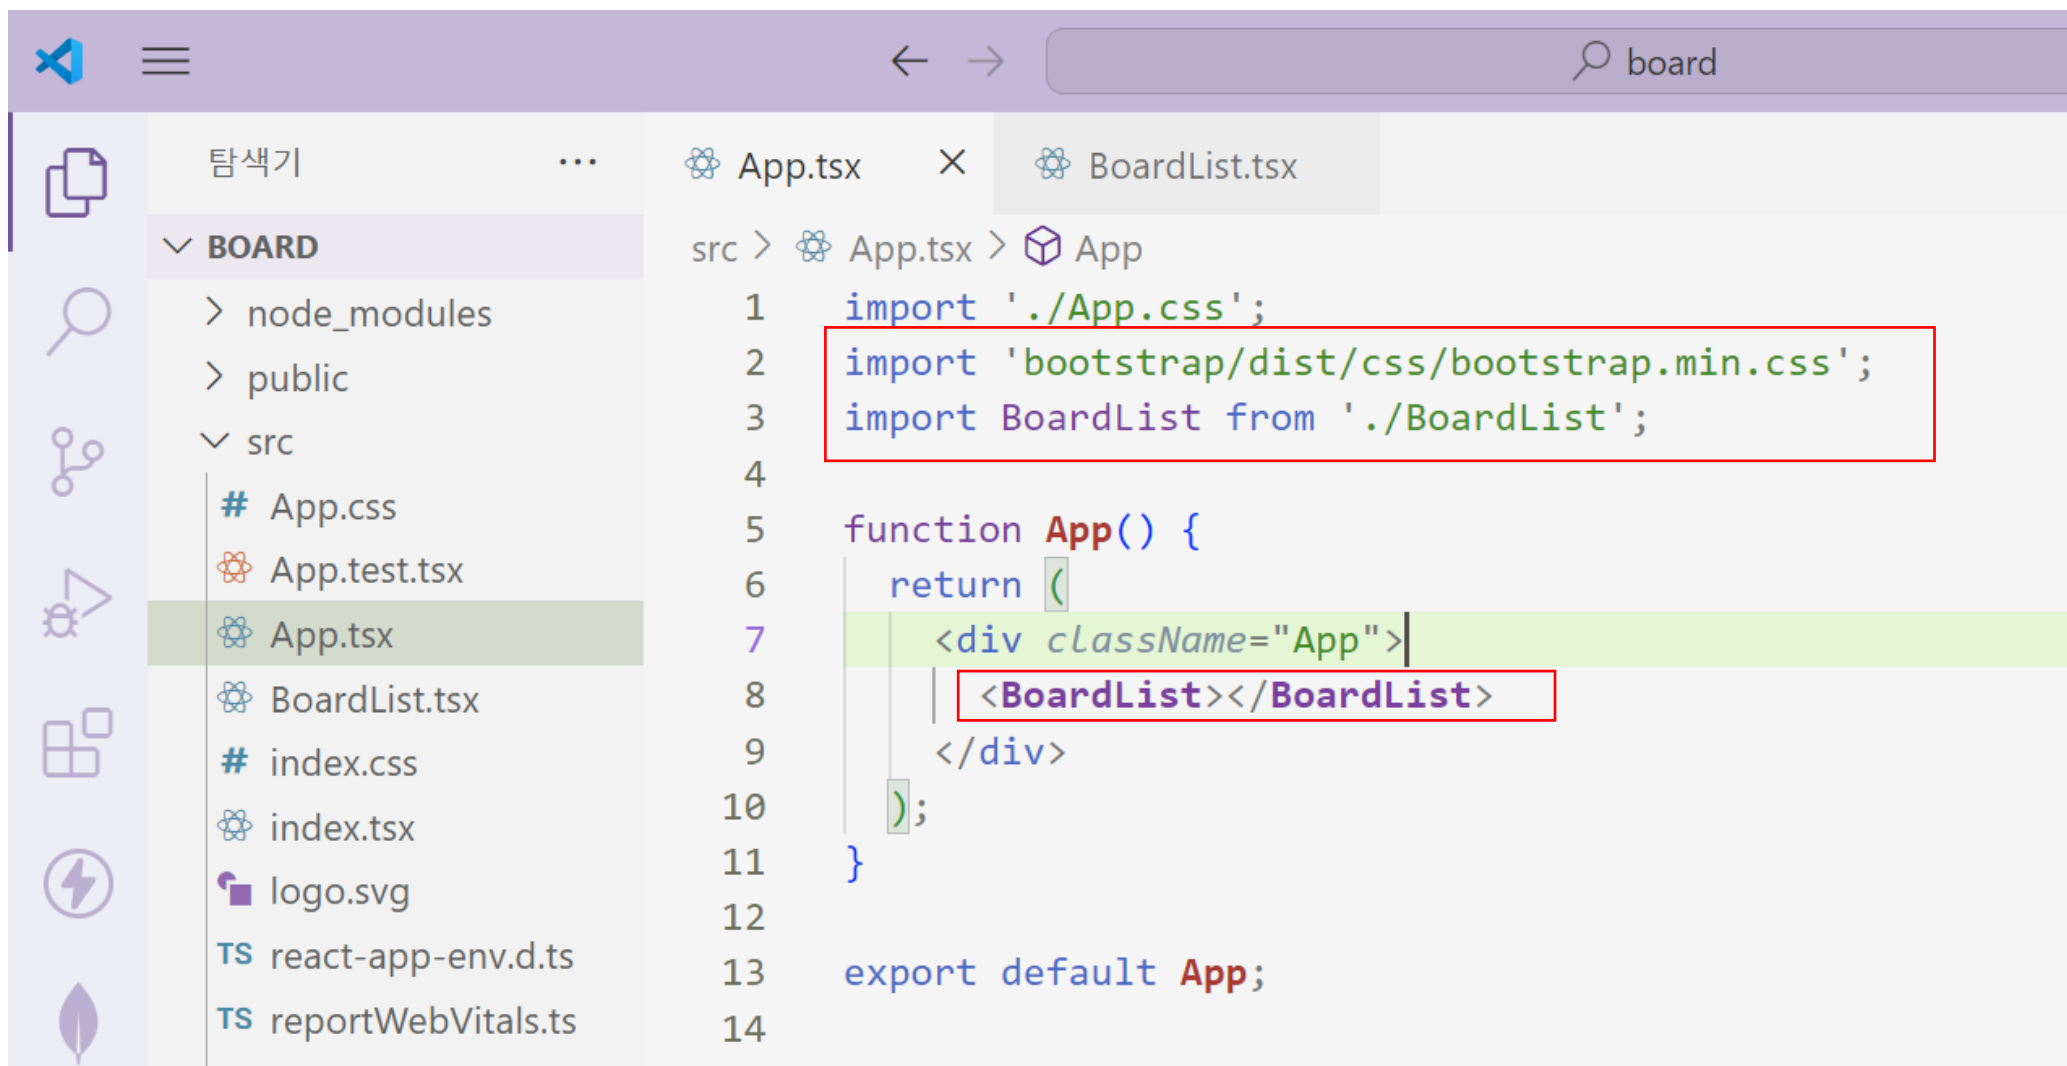 board
탐색기 ···
App.tsx
BoardList.tsx
BOARD
node_modules
public
src
App.css
App.test.tsx
App.tsx
BoardList.tsx
index.css
index.tsx
logo.svg
TS react-app-env.d.ts
TS reportWebVitals.ts
src > App.tsx > App
1 import './App.css';
2 import 'bootstrap/dist/css/bootstrap.min.css';
3 import BoardList from './BoardList';
4
5 function App() {
6 return (
7 <div className="App">
8 <BoardList></BoardList>
9 </div>
10 );
11 }
12
13 export default App;
14